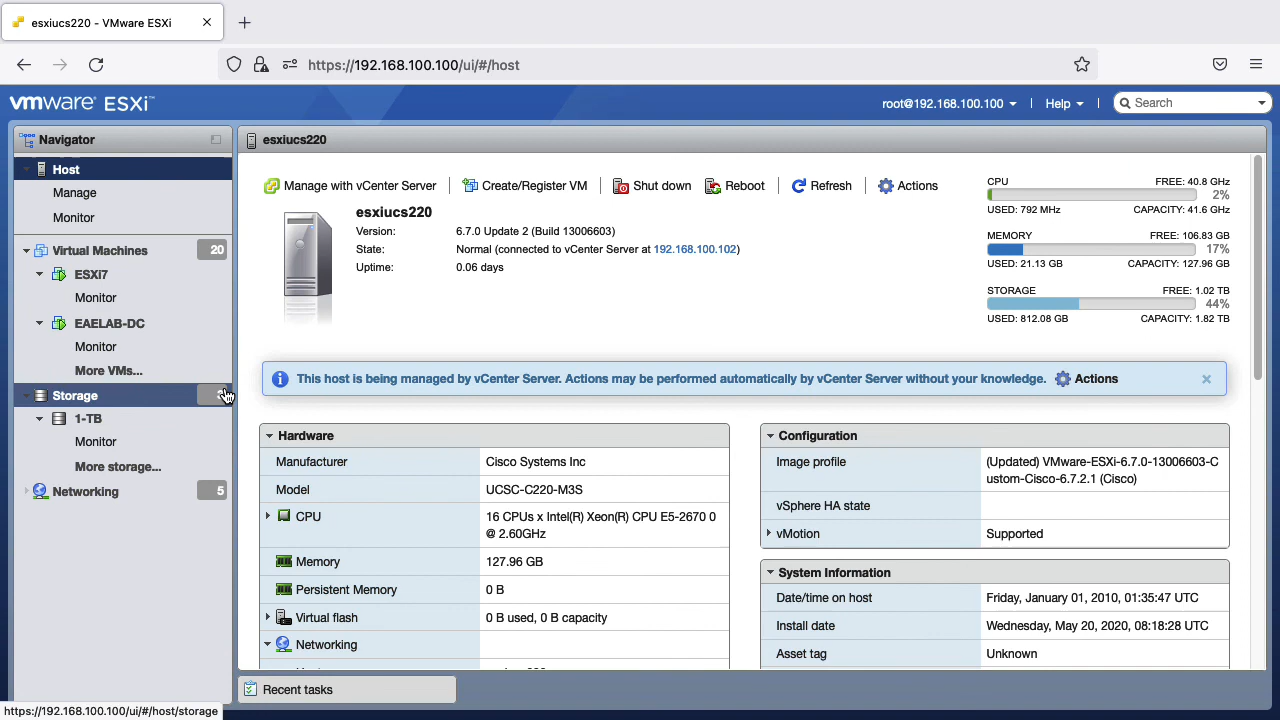 esxiucs220 - VMware ESXi
https://192.168.100.100/ui/#/host
vmware ESXi
root@192.168.100.100
Help
Search
Navigator
esxiucs220
Host
Manage
Monitor
Virtual Machines 20
ESXi7
Monitor
EAELAB-DC
Monitor
More VMs...
Storage
1-TB
Monitor
More storage...
Networking 5
Manage with vCenter Server
Create/Register VM
Shut down
Reboot
Refresh
Actions
esxiucs220
Version: 6.7.0 Update 2 (Build 13006603)
State: Normal (connected to vCenter Server at 192.168.100.102)
Uptime: 0.06 days
CPU FREE: 40.8 GHz
2%
USED: 792 MHz CAPACITY: 41.6 GHz
MEMORY FREE: 106.83 GB
17%
USED: 21.13 GB CAPACITY: 127.96 GB
STORAGE FREE: 1.02 TB
44%
USED: 812.08 GB CAPACITY: 1.82 TB
This host is being managed by vCenter Server. Actions may be performed automatically by vCenter Server without your knowledge. Actions
Hardware
Manufacturer Cisco Systems Inc
Model UCSC-C220-M3S
CPU 16 CPUs x Intel(R) Xeon(R) CPU E5-2670 0
@ 2.60GHz
Memory 127.96 GB
Persistent Memory 0 B
Virtual flash 0 B used, 0 B capacity
Networking
Configuration
Image profile (Updated) VMware-ESXi-6.7.0-13006603-C
ustom-Cisco-6.7.2.1 (Cisco)
vSphere HA state
vMotion Supported
System Information
Date/time on host Friday, January 01, 2010, 01:35:47 UTC
Install date Wednesday, May 20, 2020, 08:18:28 UTC
Asset tag Unknown
Recent tasks
https://192.168.100.100/ui/#/host/storage